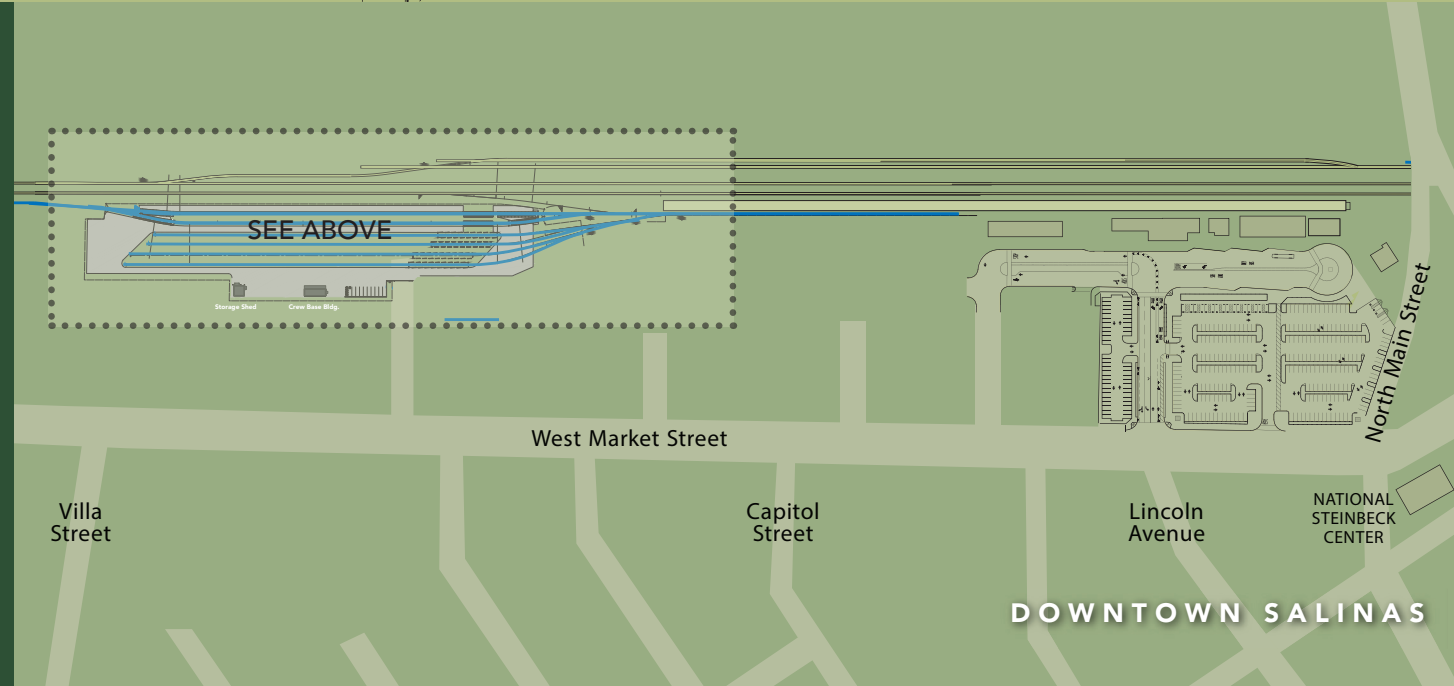 SEE ABOVE
Storage Shed
Crew Base Bldg.
West Market Street
North Main Street
Villa
Street
Capitol
Street
Lincoln
Avenue
NATIONAL
STEINBECK
CENTER
DOWNTOWN SALINAS